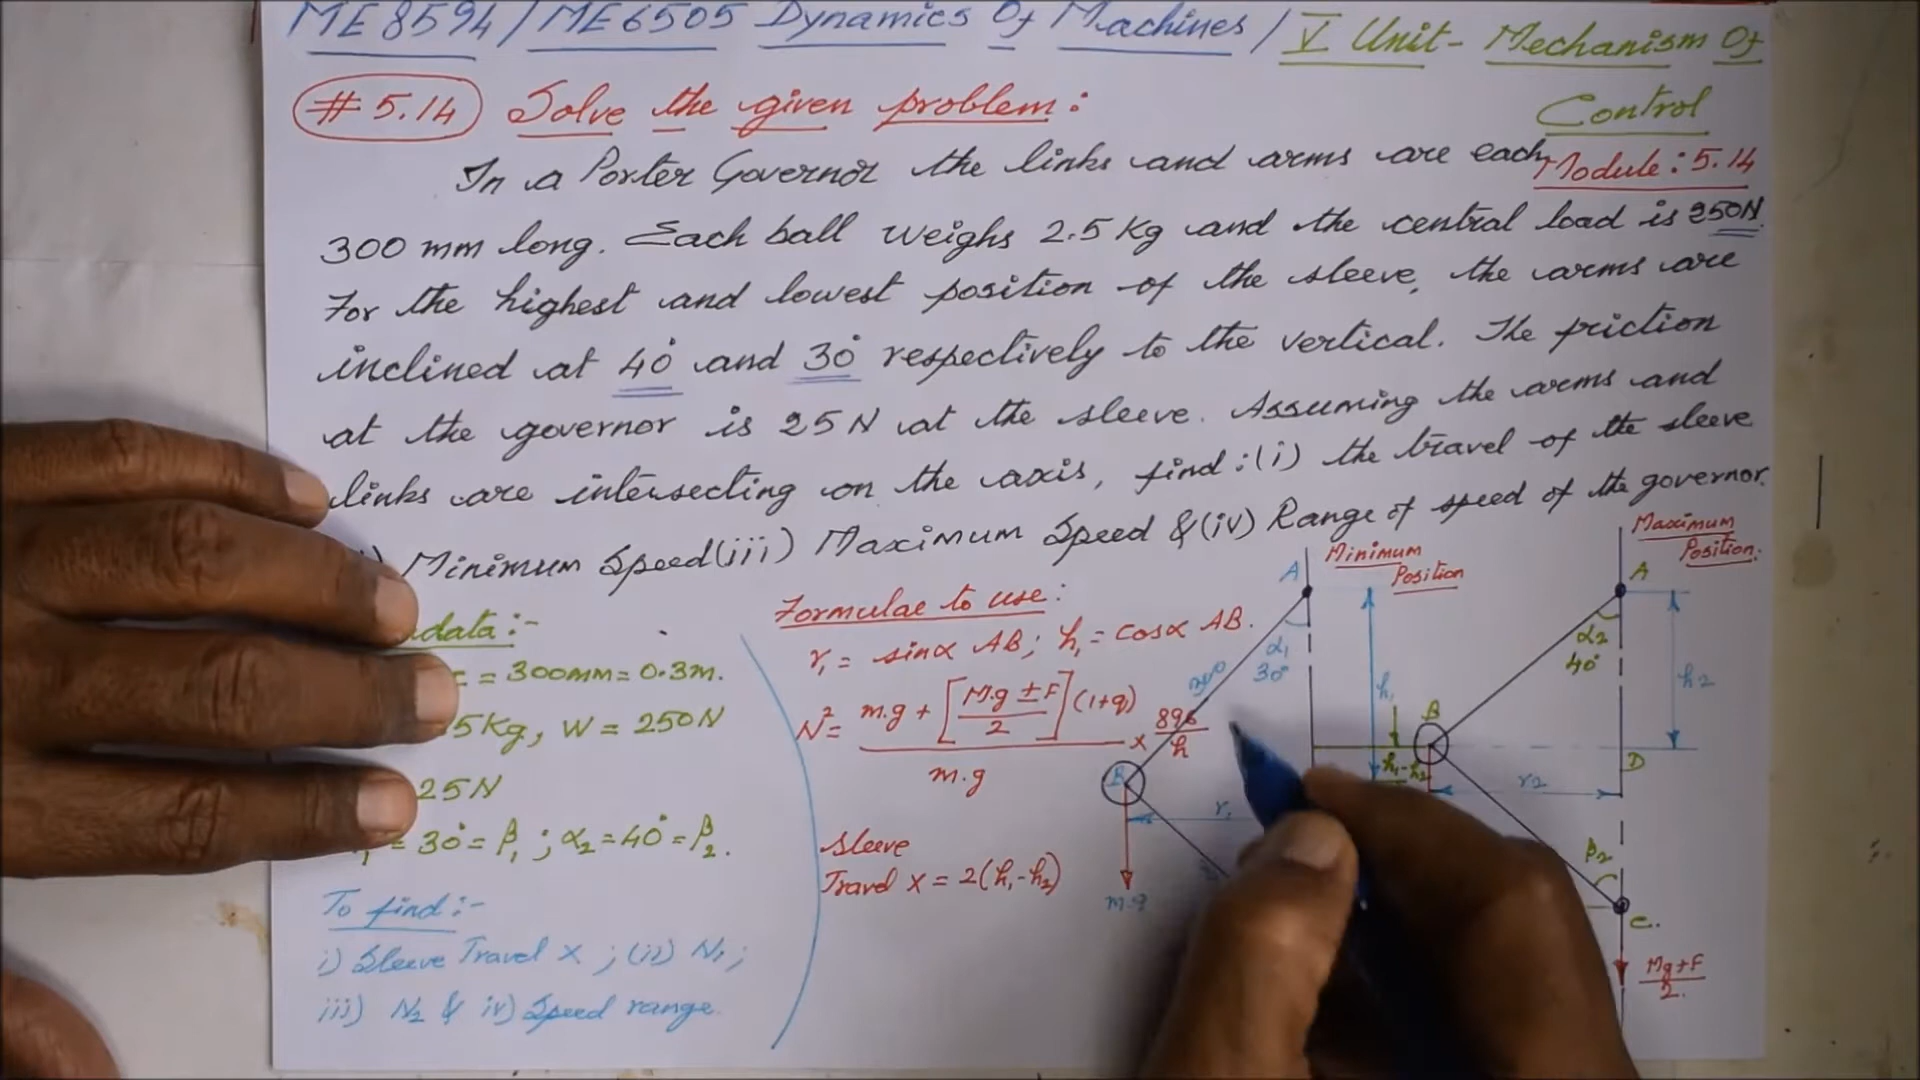 ME8594/ME6505 Dynamics Of Machines/ V Unit- Mechanism Of
Control
#5.14 Solve the given problem:
Module: 5.14
In a Porter Governor the links and arms are each
300 mm long. Each ball weighs 2.5 Kg and the central load is 250N.
For the highest and lowest position of the sleeve, the arms are
inclined at 40° and 30° respectively to the vertical. The friction
at the governor is 25N at the sleeve. Assuming the arms and
links are intersecting on the axis, find:(i) the travel of the sleeve
Minimum Speed(iii) Maximum Speed &(iv) Range of speed of the governor.
data:-
= 300mm = 0.3m.
5Kg, W = 250N
25N
= 30° = β₁ ; α₂ = 40° = β₂.
To find:-
i) Sleeve Travel x ; (ii) N₁;
iii) N₂ & iv) Speed range.
Formulae to use:
r₁ = sinα AB; h₁ = cosα AB.
N² = m.g + [M.g ± F / 2] (1+q) / m.g × 896 / h
Sleeve
Travel x = 2(h₁-h₂)
Minimum
Position
A
α₁
30°
300
h₁
B
r₁
m.g
Maximum
Position:
A
α₂
40°
h₂
B
h₁-h₂
D
r₂
β₂
C.
Mg+F
2.